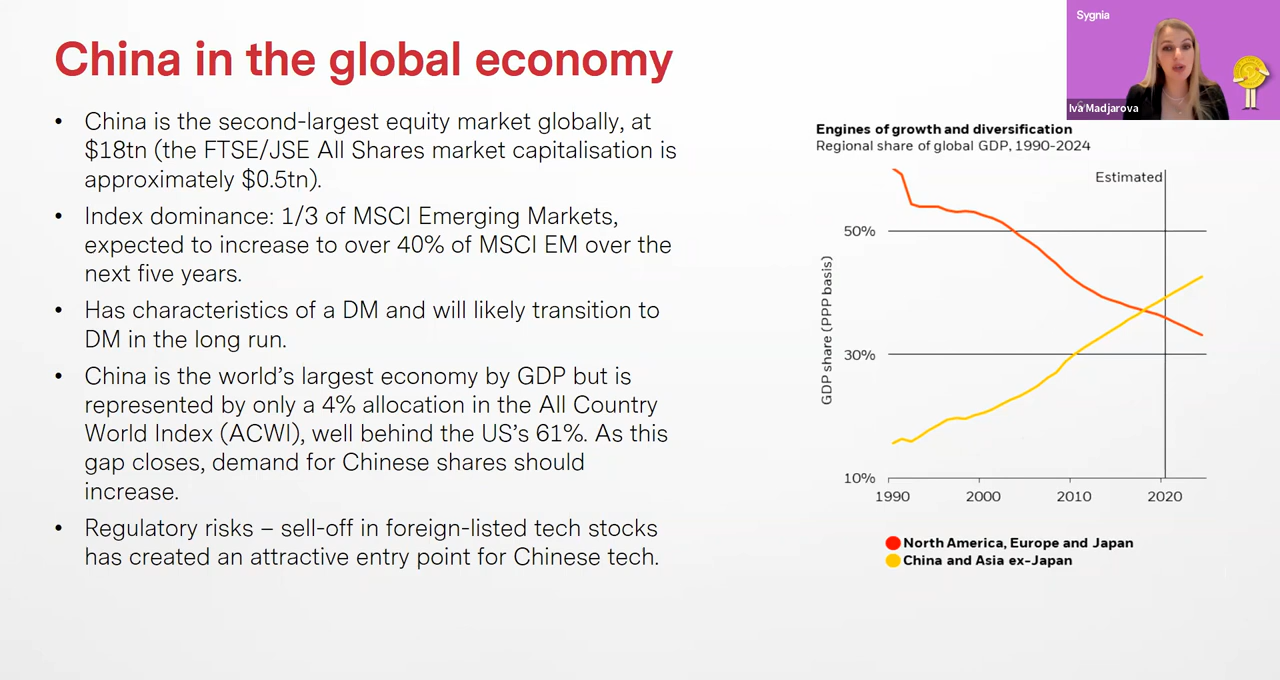 China in the global economy
• China is the second-largest equity market globally, at
$18tn (the FTSE/JSE All Shares market capitalisation is
approximately $0.5tn).
• Index dominance: 1/3 of MSCI Emerging Markets,
expected to increase to over 40% of MSCI EM over the
next five years.
• Has characteristics of a DM and will likely transition to
DM in the long run.
• China is the world's largest economy by GDP but is
represented by only a 4% allocation in the All Country
World Index (ACWI), well behind the US's 61%. As this
gap closes, demand for Chinese shares should
increase.
• Regulatory risks – sell-off in foreign-listed tech stocks
has created an attractive entry point for Chinese tech.
Sygnia
Iva Madjarova
Engines of growth and diversification
Regional share of global GDP, 1990-2024
Estimated
GDP share (PPP basis)
50%
30%
10%
1990 2000 2010 2020
North America, Europe and Japan
China and Asia ex-Japan